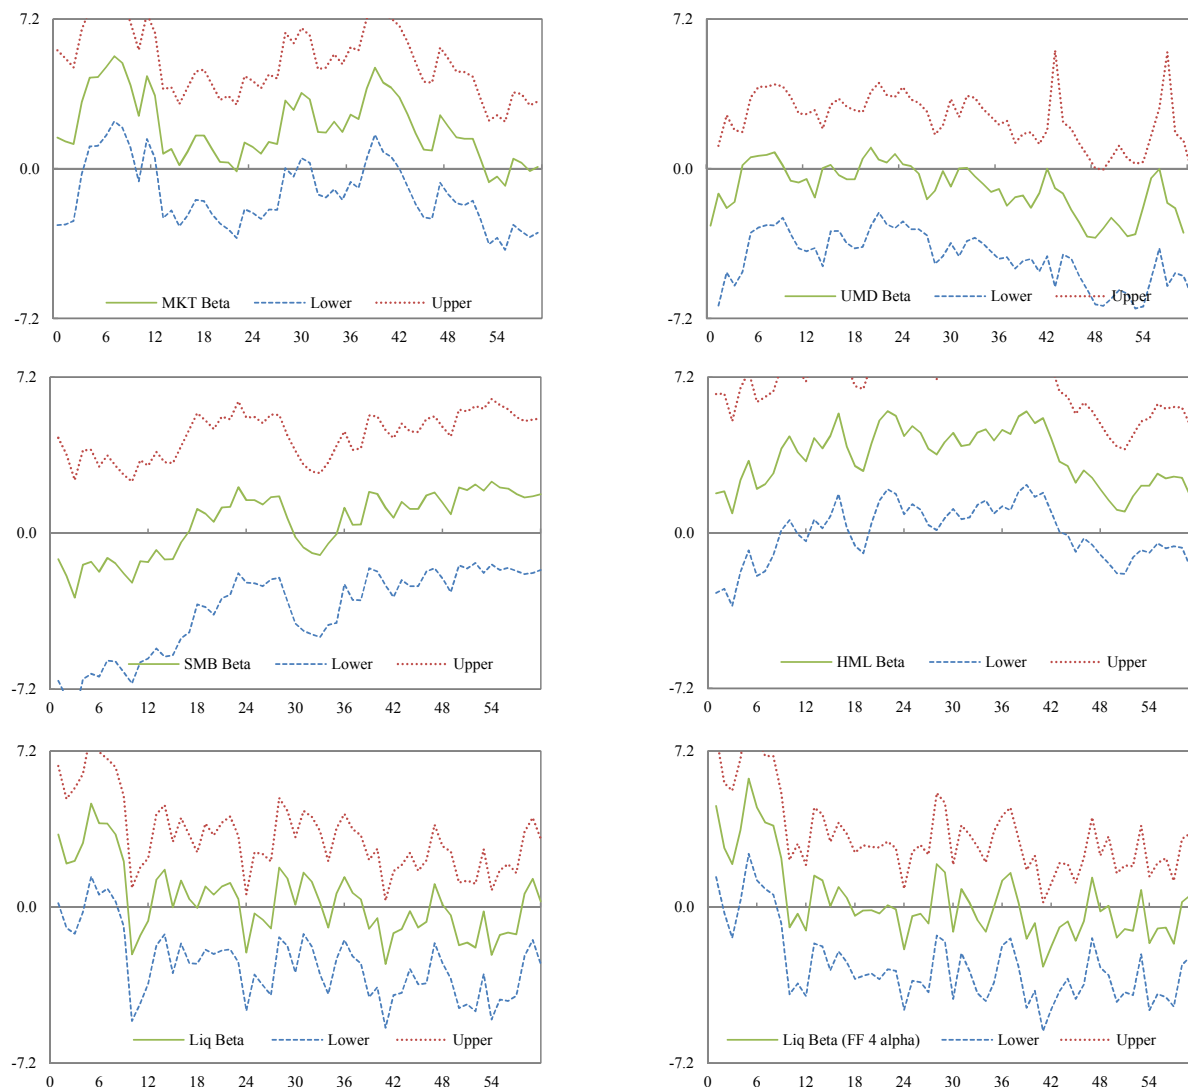 7.2
0.0
-7.2
MKT Beta Lower Upper
0 6 12 18 24 30 36 42 48 54
7.2
0.0
-7.2
UMD Beta Lower Upper
0 6 12 18 24 30 36 42 48 54
7.2
0.0
-7.2
SMB Beta Lower Upper
0 6 12 18 24 30 36 42 48 54
7.2
0.0
-7.2
HML Beta Lower Upper
0 6 12 18 24 30 36 42 48 54
7.2
0.0
-7.2
Liq Beta Lower Upper
0 6 12 18 24 30 36 42 48 54
7.2
0.0
-7.2
Liq Beta (FF 4 alpha) Lower Upper
0 6 12 18 24 30 36 42 48 54